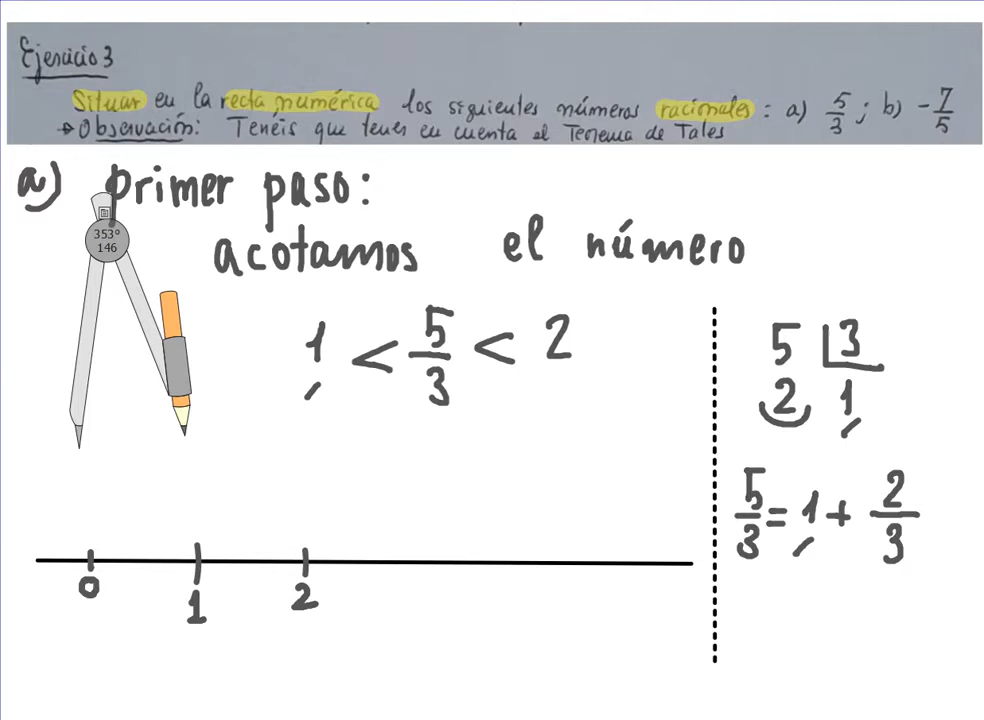 Ejercicio 3
Situar en la recta numérica los siguientes números racionales: a) 5/3; b) -7/5
→ Observación: Tenéis que tener en cuenta el Teorema de Tales
a) primer paso:
353°
146
acotamos el número
1 < 5/3 < 2
5 3
2 1
5/3 = 1 + 2/3
0 1 2